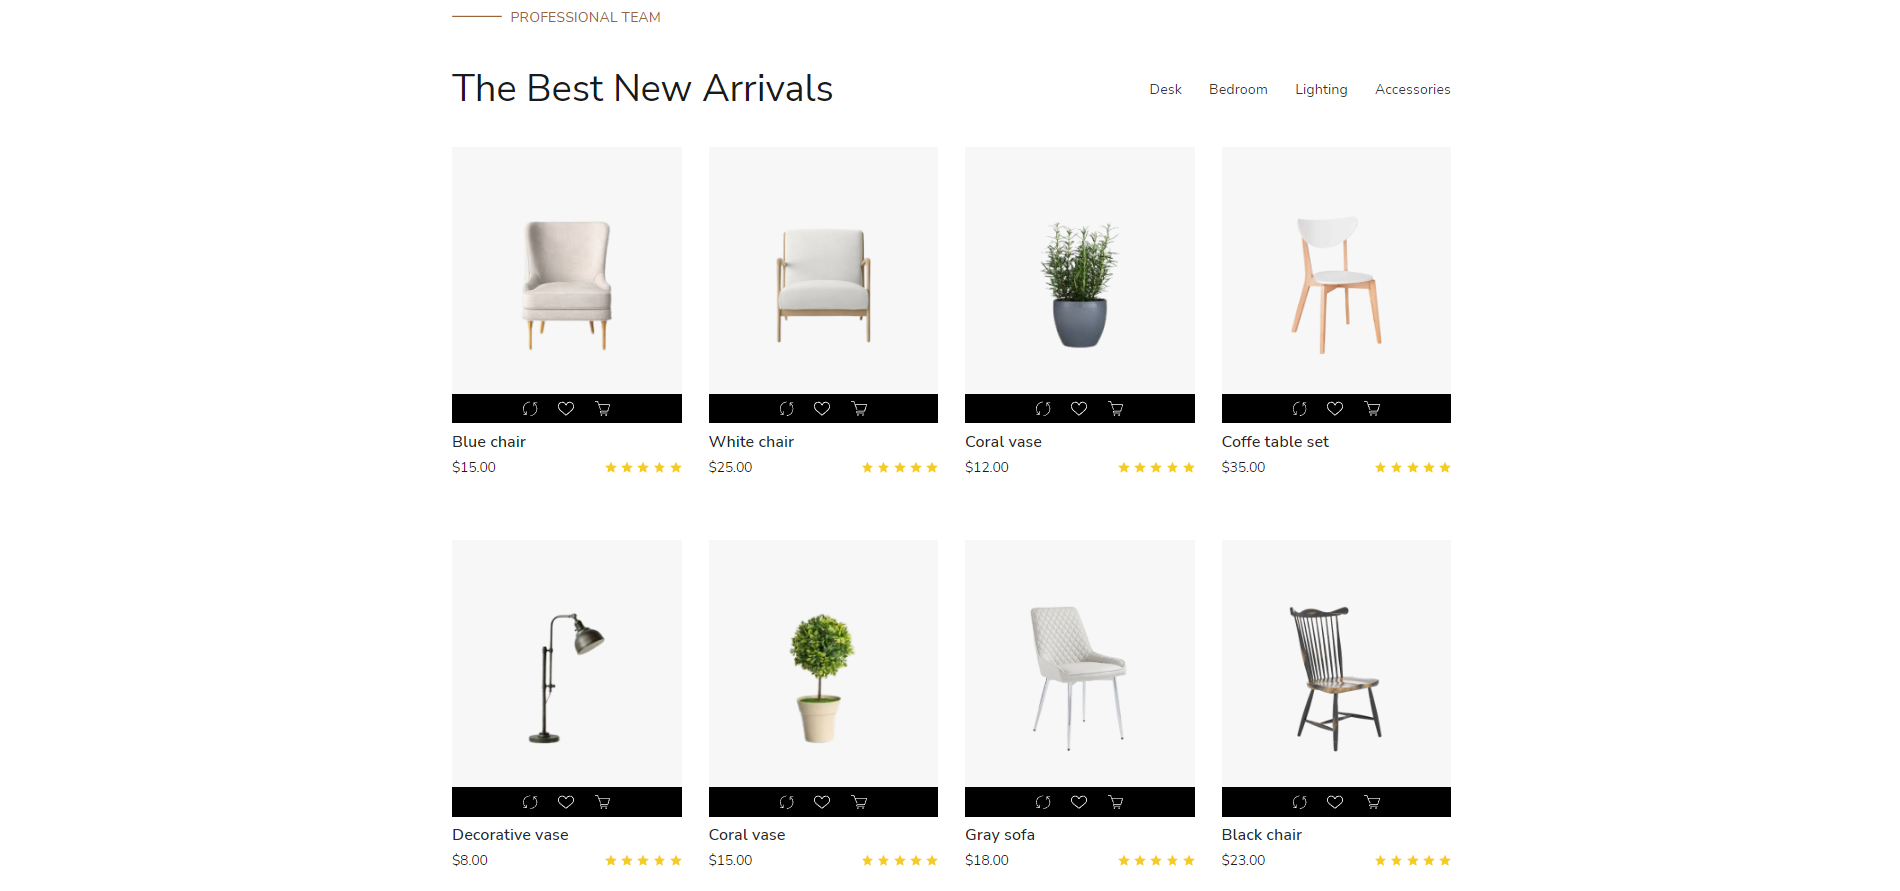 PROFESSIONAL TEAM
The Best New Arrivals
Desk Bedroom Lighting Accessories
Blue chair
$15.00
White chair
$25.00
Coral vase
$12.00
Coffe table set
$35.00
Decorative vase
$8.00
Coral vase
$15.00
Gray sofa
$18.00
Black chair
$23.00